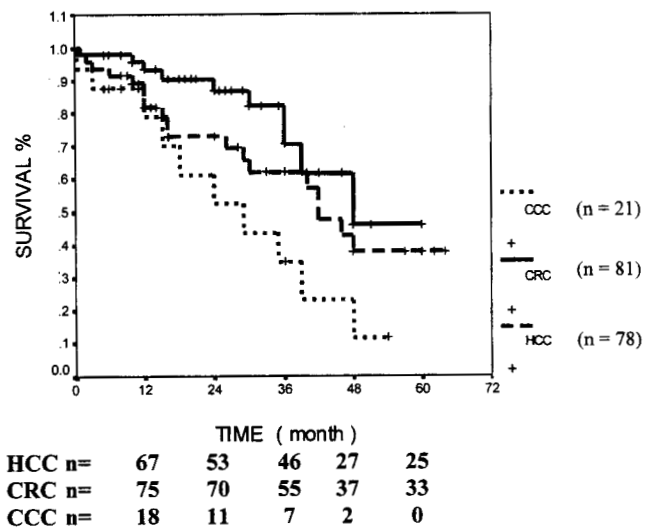 1.1
1.0
.9
.8
.7
.6
.5
.4
.3
.2
.1
0.0
SURVIVAL %
0 12 24 36 48 60 72
TIME ( month )
CCC (n = 21)
CRC (n = 81)
HCC (n = 78)
HCC n= 67 53 46 27 25
CRC n= 75 70 55 37 33
CCC n= 18 11 7 2 0